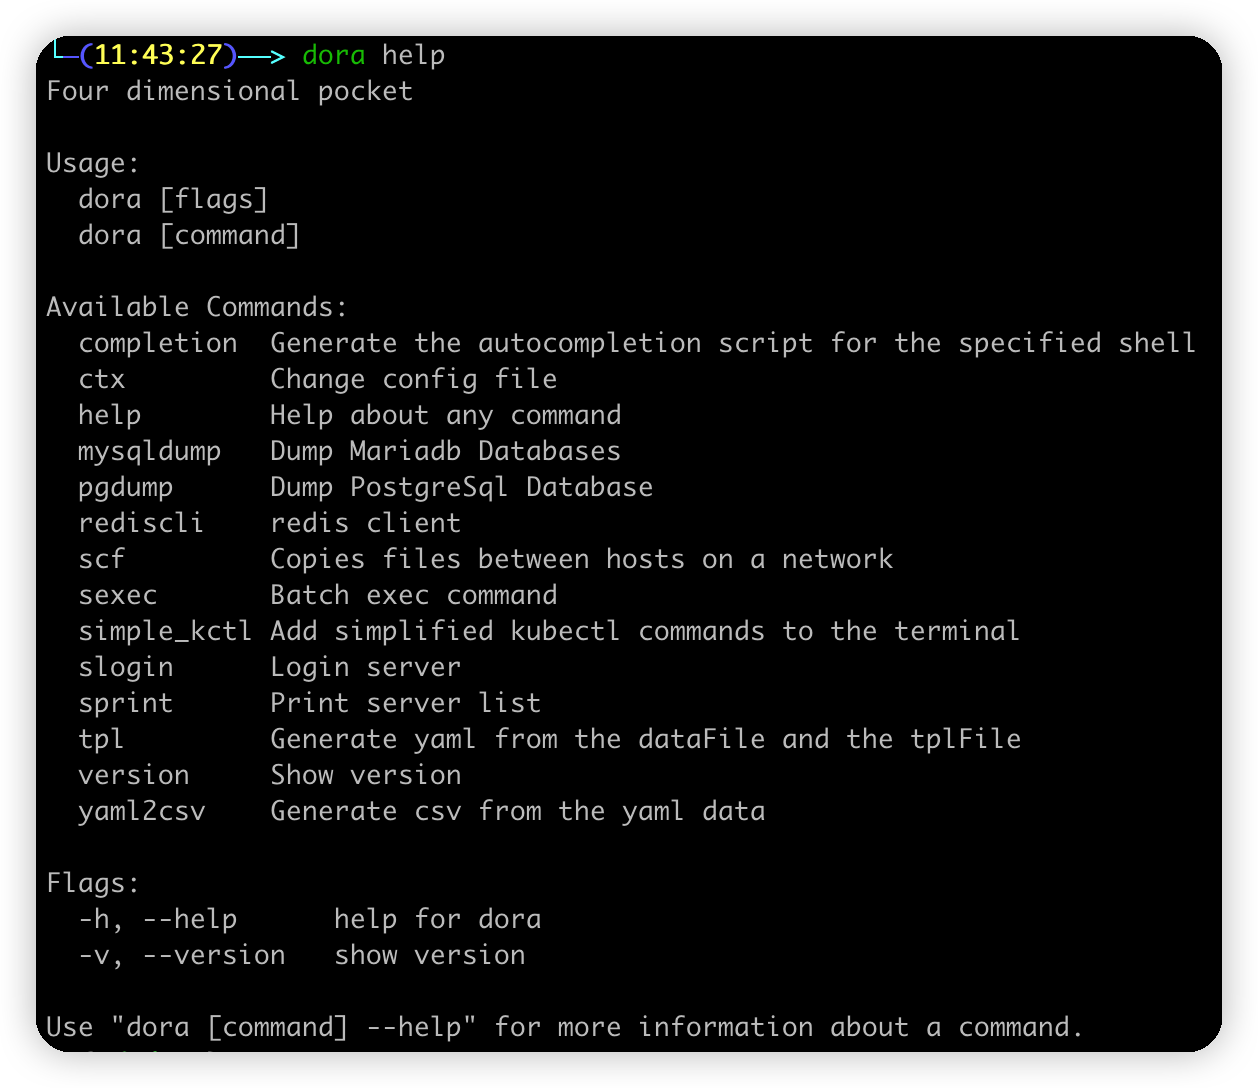 └─(11:43:27)──> dora help
Four dimensional pocket

Usage:
  dora [flags]
  dora [command]

Available Commands:
  completion  Generate the autocompletion script for the specified shell
  ctx         Change config file
  help        Help about any command
  mysqldump   Dump Mariadb Databases
  pgdump      Dump PostgreSql Database
  rediscli    redis client
  scf         Copies files between hosts on a network
  sexec       Batch exec command
  simple_kctl Add simplified kubectl commands to the terminal
  slogin      Login server
  sprint      Print server list
  tpl         Generate yaml from the dataFile and the tplFile
  version     Show version
  yaml2csv    Generate csv from the yaml data

Flags:
  -h, --help      help for dora
  -v, --version   show version

Use "dora [command] --help" for more information about a command.